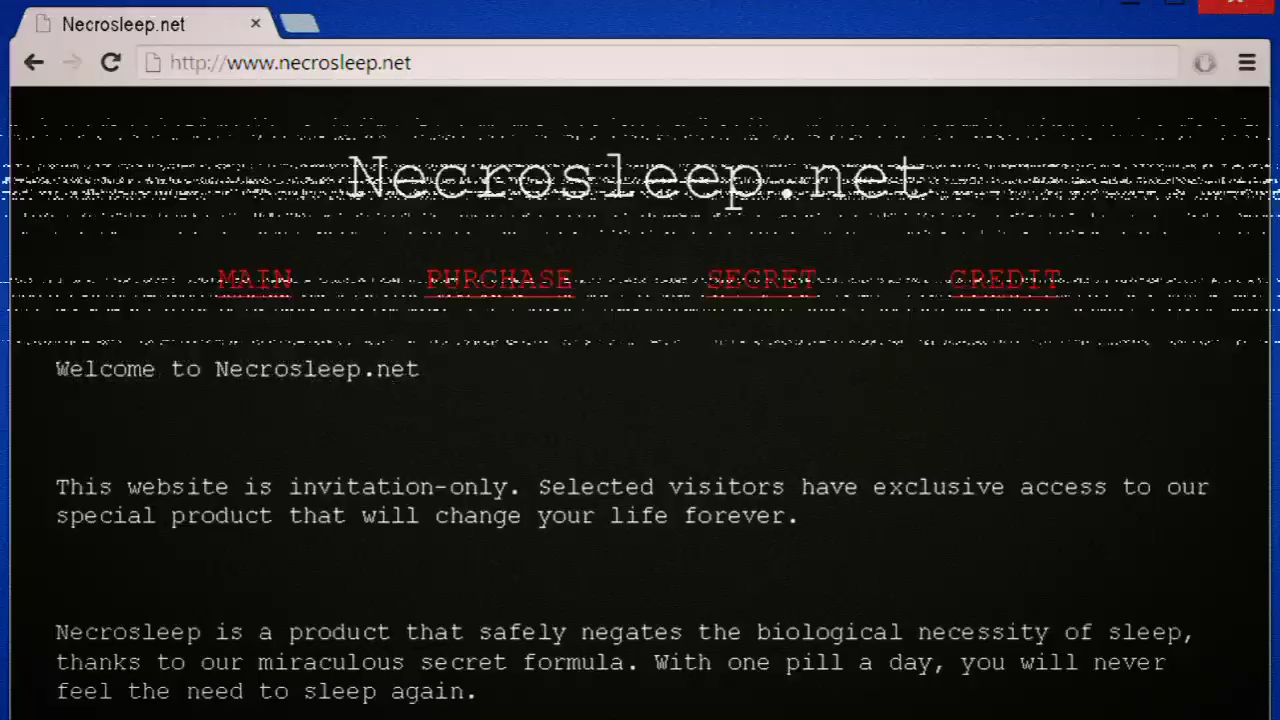 Necrosleep.net
http://www.necrosleep.net
Necrosleep.net
MAIN PURCHASE SECRET CREDIT
Welcome to Necrosleep.net
This website is invitation-only. Selected visitors have exclusive access to our
special product that will change your life forever.
Necrosleep is a product that safely negates the biological necessity of sleep,
thanks to our miraculous secret formula. With one pill a day, you will never
feel the need to sleep again.